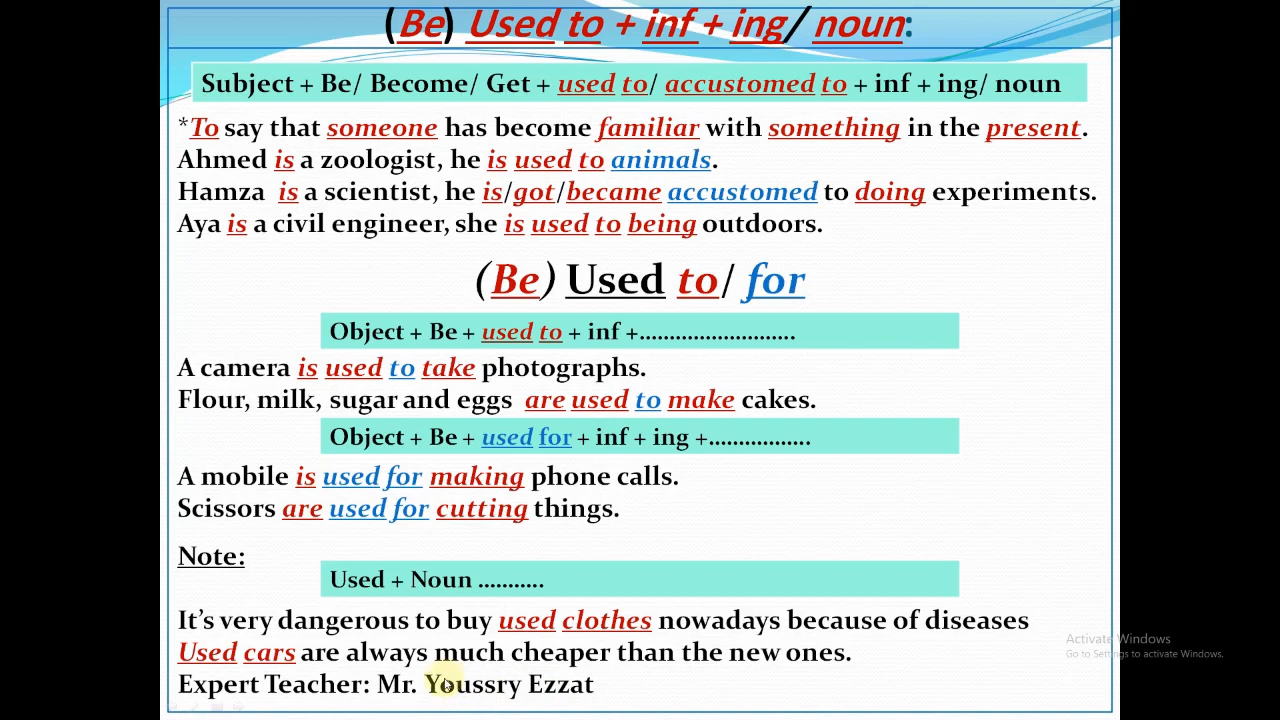 (Be) Used to + inf + ing/ noun:
Subject + Be/ Become/ Get + used to/ accustomed to + inf + ing/ noun
*To say that someone has become familiar with something in the present.
Ahmed is a zoologist, he is used to animals.
Hamza is a scientist, he is/got/became accustomed to doing experiments.
Aya is a civil engineer, she is used to being outdoors.
(Be) Used to/ for
Object + Be + used to + inf +..........................
A camera is used to take photographs.
Flour, milk, sugar and eggs are used to make cakes.
Object + Be + used for + inf + ing +.................
A mobile is used for making phone calls.
Scissors are used for cutting things.
Note:
Used + Noun ...........
It's very dangerous to buy used clothes nowadays because of diseases
Used cars are always much cheaper than the new ones.
Expert Teacher: Mr. Youssry Ezzat
Activate Windows
Go to Settings to activate Windows.